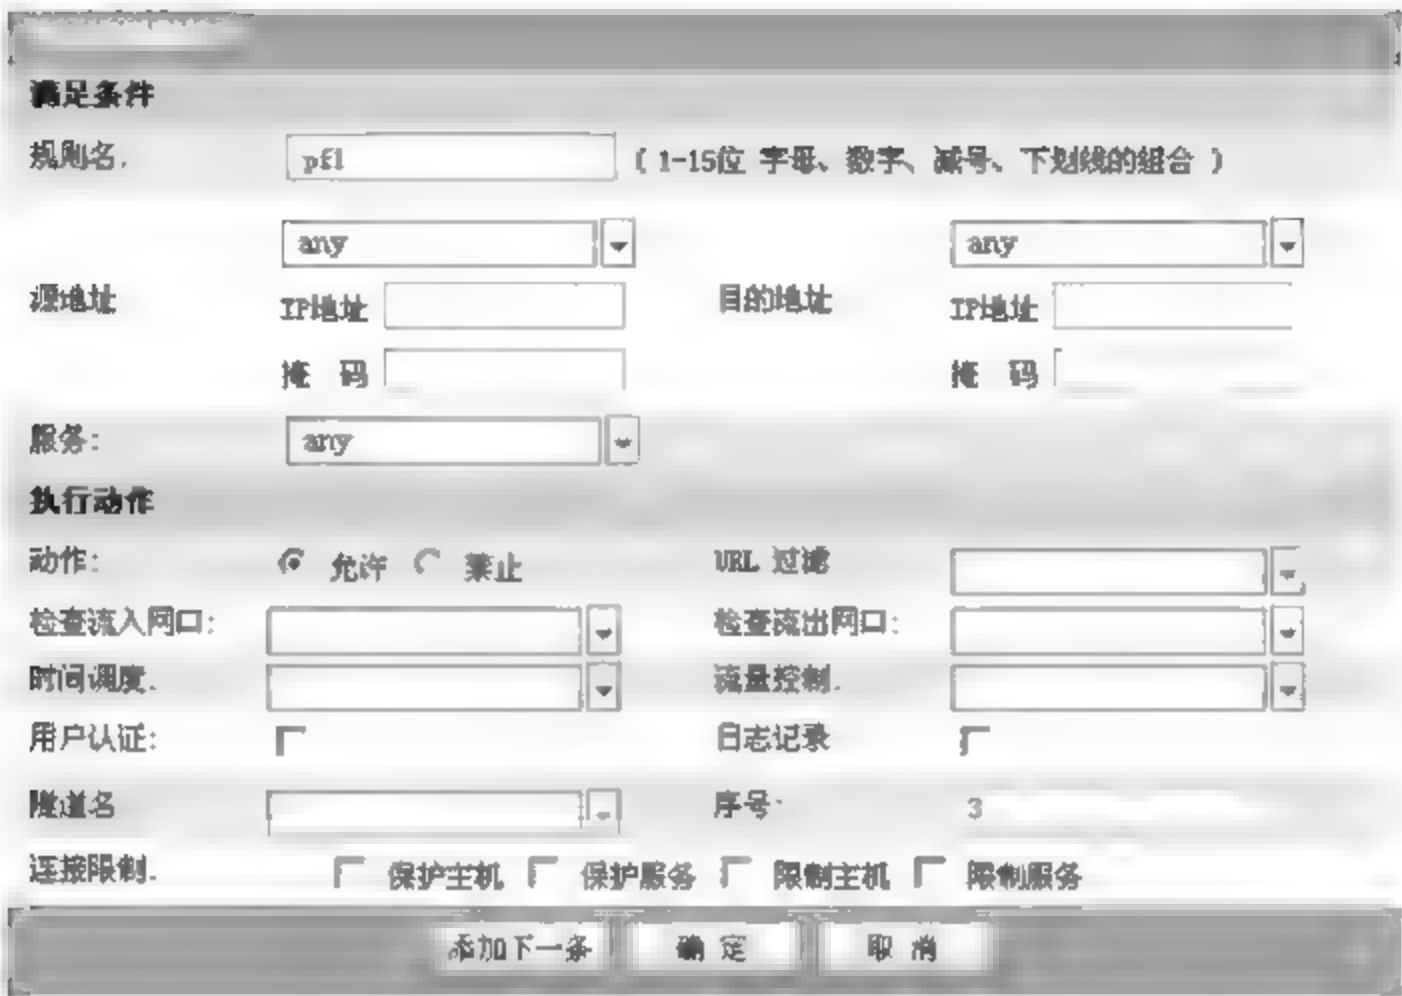 满足条件
规则名: pf1 ( 1-15位 字母、数字、减号、下划线的组合 )
any any
源地址 IP地址 目的地址 IP地址
掩 码 掩 码
服务: any
执行动作
动作: 允许 禁止 URL 过滤
检查流入网口: 检查流出网口:
时间调度: 流量控制:
用户认证: 日志记录
隧道名 序号: 3
连接限制: 保护主机 保护服务 限制主机 限制服务
添加下一条 确 定 取 消